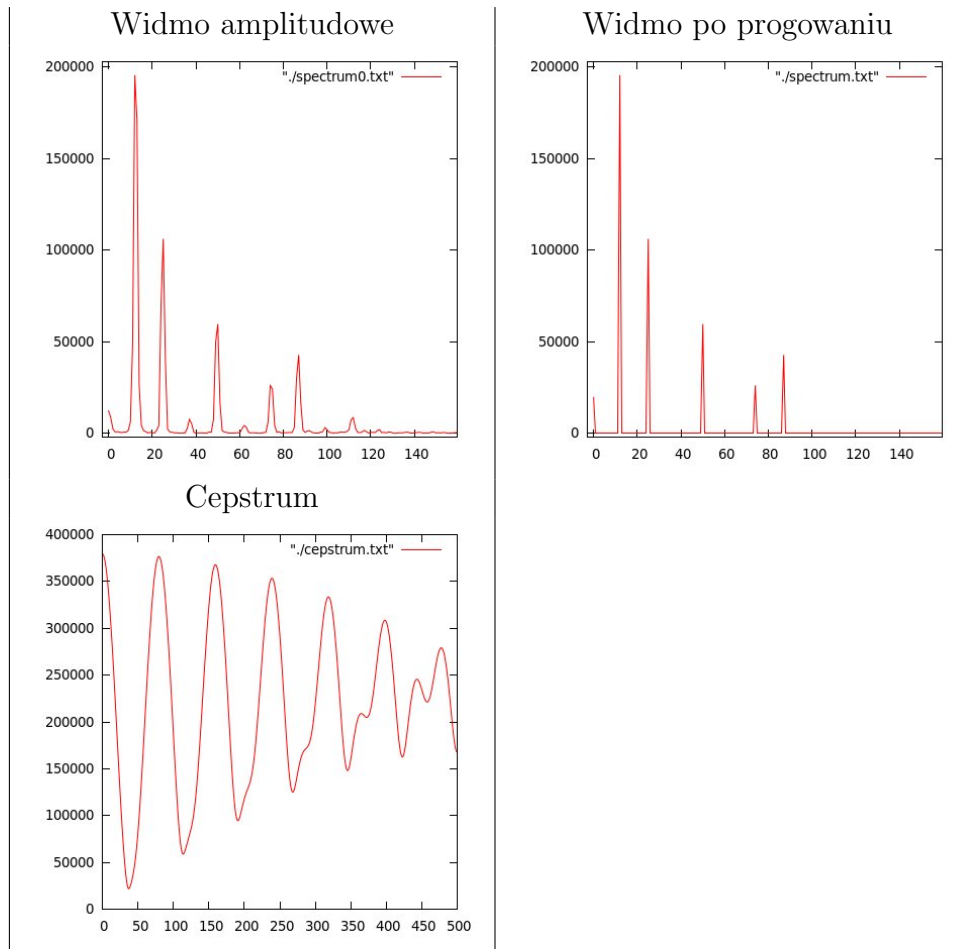 Widmo amplitudowe
"./spectrum0.txt"
200000
150000
100000
50000
0
0 20 40 60 80 100 120 140
Widmo po progowaniu
"./spectrum.txt"
200000
150000
100000
50000
0
0 20 40 60 80 100 120 140
Cepstrum
"./cepstrum.txt"
400000
350000
300000
250000
200000
150000
100000
50000
0
0 50 100 150 200 250 300 350 400 450 500